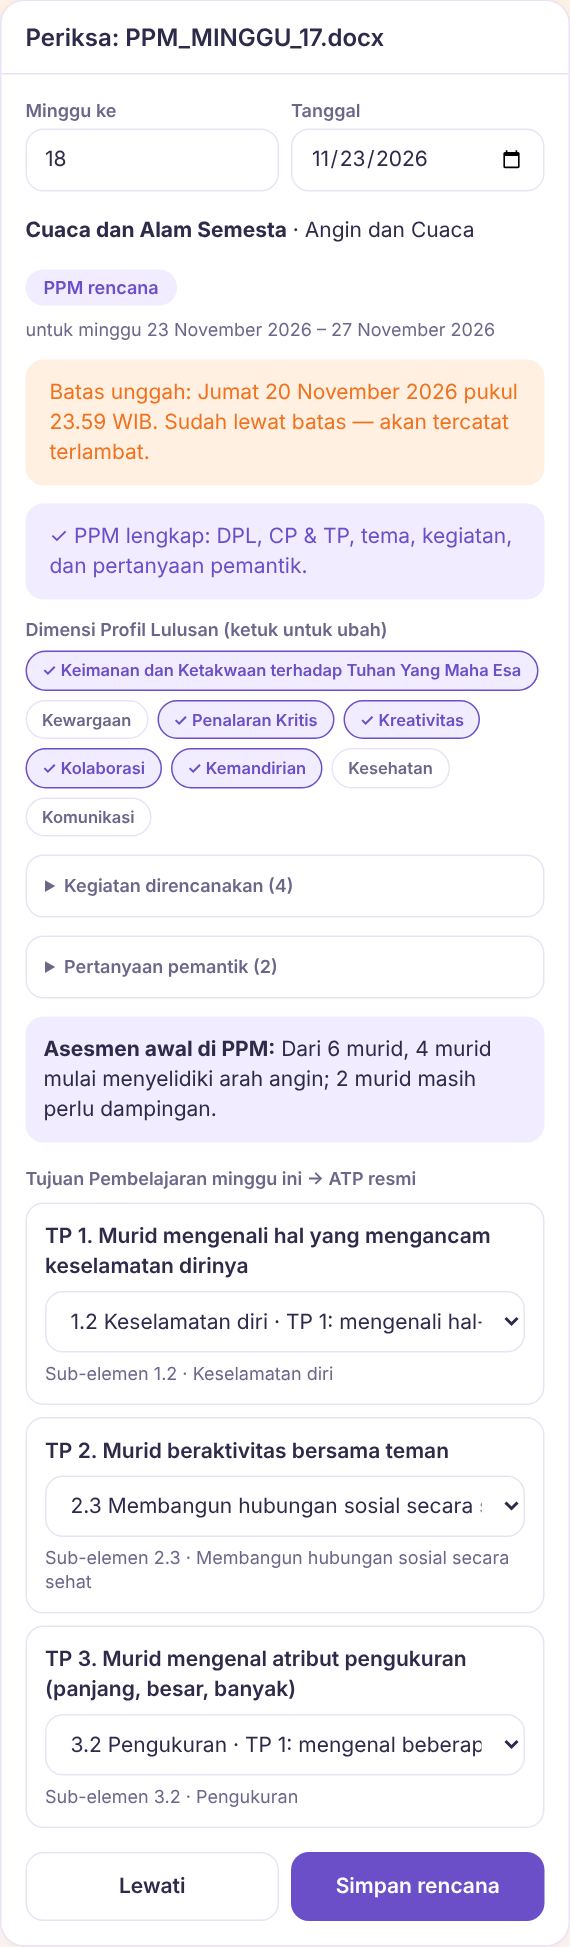 Periksa: PPM_MINGGU_17.docx
Minggu ke
Tanggal
18
11/23/2026
Cuaca dan Alam Semesta · Angin dan Cuaca
PPM rencana
untuk minggu 23 November 2026 – 27 November 2026
Batas unggah: Jumat 20 November 2026 pukul
23.59 WIB. Sudah lewat batas — akan tercatat
terlambat.
✓ PPM lengkap: DPL, CP & TP, tema, kegiatan,
dan pertanyaan pemantik.
Dimensi Profil Lulusan (ketuk untuk ubah)
✓ Keimanan dan Ketakwaan terhadap Tuhan Yang Maha Esa
Kewargaan
✓ Penalaran Kritis
✓ Kreativitas
✓ Kolaborasi
✓ Kemandirian
Kesehatan
Komunikasi
▶ Kegiatan direncanakan (4)
▶ Pertanyaan pemantik (2)
Asesmen awal di PPM: Dari 6 murid, 4 murid
mulai menyelidiki arah angin; 2 murid masih
perlu dampingan.
Tujuan Pembelajaran minggu ini → ATP resmi
TP 1. Murid mengenali hal yang mengancam
keselamatan dirinya
1.2 Keselamatan diri · TP 1: mengenali hal-
Sub-elemen 1.2 · Keselamatan diri
TP 2. Murid beraktivitas bersama teman
2.3 Membangun hubungan sosial secara
Sub-elemen 2.3 · Membangun hubungan sosial secara
sehat
TP 3. Murid mengenal atribut pengukuran
(panjang, besar, banyak)
3.2 Pengukuran · TP 1: mengenal beberap
Sub-elemen 3.2 · Pengukuran
Lewati
Simpan rencana